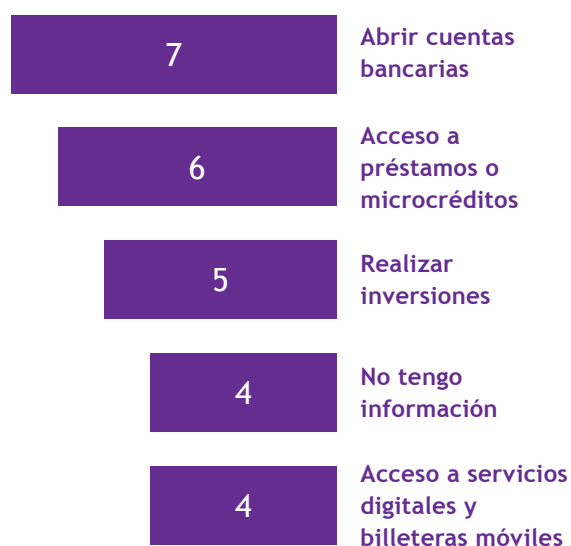 7
Abrir cuentas
bancarias
6
Acceso a
préstamos o
microcréditos
5
Realizar
inversiones
4
No tengo
información
4
Acceso a servicios
digitales y
billeteras móviles